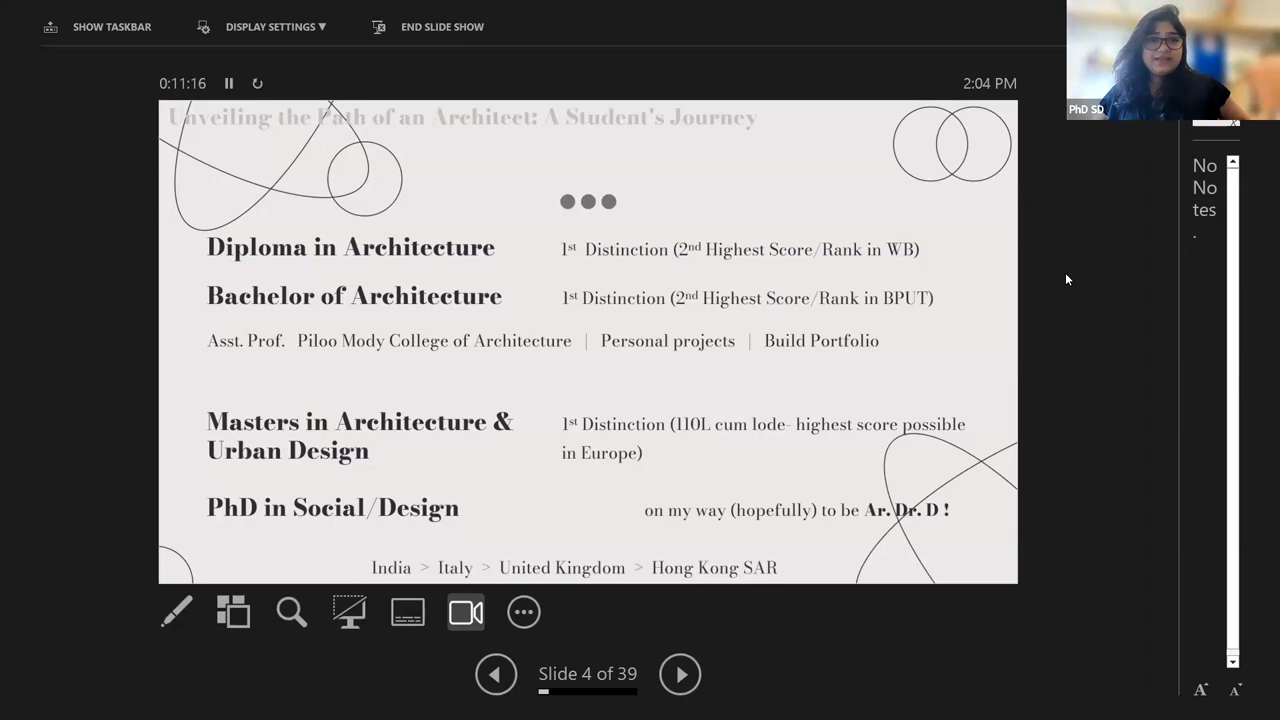 SHOW TASKBAR
DISPLAY SETTINGS ▼
END SLIDE SHOW
0:11:16
2:04 PM
PhD SD
Unveiling the Path of an Architect: A Student's Journey
Diploma in Architecture
1st Distinction (2nd Highest Score/Rank in WB)
Bachelor of Architecture
1st Distinction (2nd Highest Score/Rank in BPUT)
Asst. Prof. Piloo Mody College of Architecture | Personal projects | Build Portfolio
Masters in Architecture &
Urban Design
1st Distinction (110L cum lode- highest score possible
in Europe)
PhD in Social/Design
on my way (hopefully) to be Ar. Dr. D !
India > Italy > United Kingdom > Hong Kong SAR
No
No
tes
.
Slide 4 of 39
A A